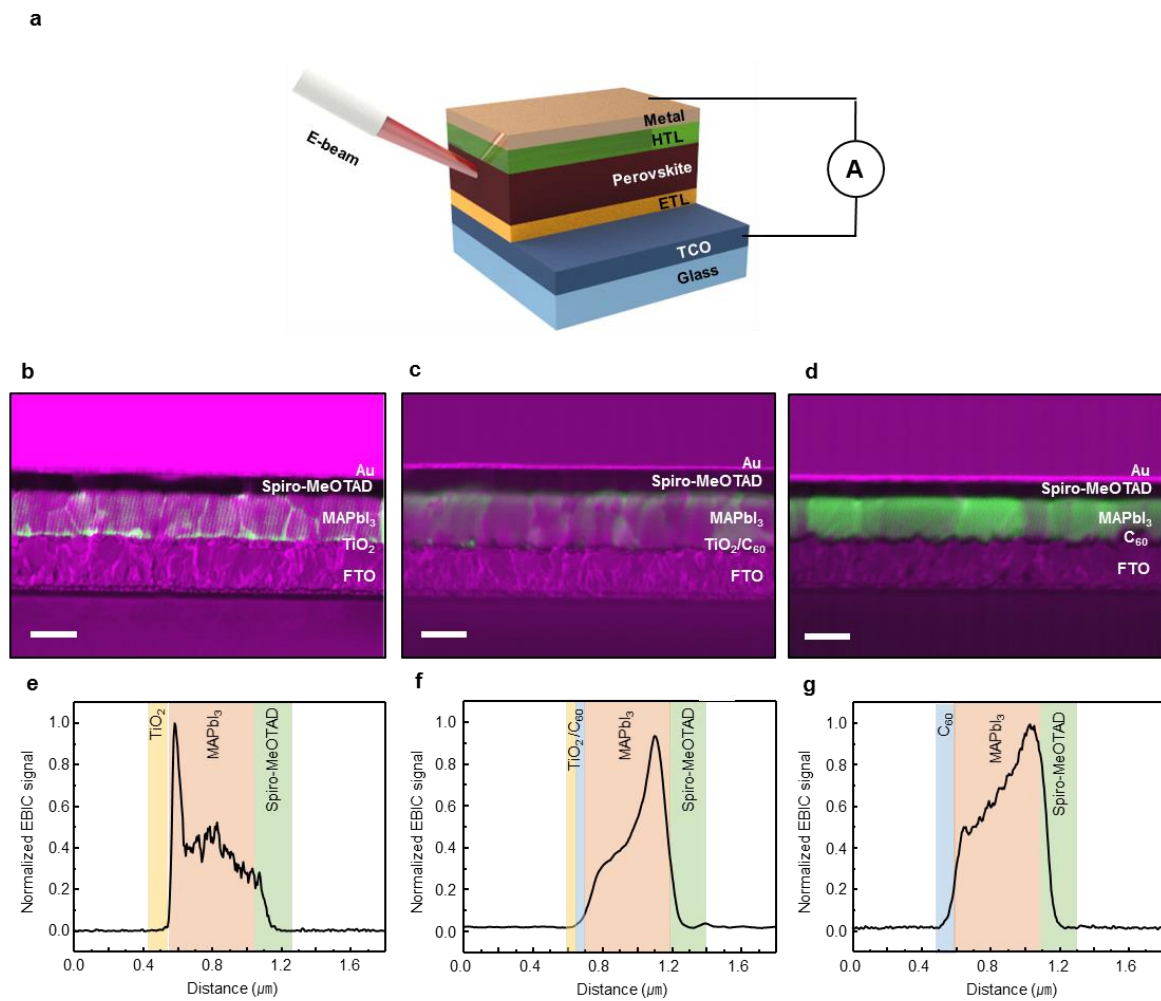 a
E-beam
Metal
HTL
Perovskite
ETL
TCO
Glass
A
b
Au
Spiro-MeOTAD
MAPbI₃
TiO₂
FTO
c
Au
Spiro-MeOTAD
MAPbI₃
TiO₂/C₆₀
FTO
d
Au
Spiro-MeOTAD
MAPbI₃
C₆₀
FTO
e
Normalized EBIC signal
1.0
0.8
0.6
0.4
0.2
0.0
TiO₂
MAPbI₃
Spiro-MeOTAD
0.0 0.4 0.8 1.2 1.6
Distance (㎛)
f
Normalized EBIC signal
1.0
0.8
0.6
0.4
0.2
0.0
TiO₂/C₆₀
MAPbI₃
Spiro-MeOTAD
0.0 0.4 0.8 1.2 1.6
Distance (㎛)
g
Normalized EBIC signal
1.0
0.8
0.6
0.4
0.2
0.0
C₆₀
MAPbI₃
Spiro-MeOTAD
0.0 0.4 0.8 1.2 1.6
Distance (㎛)